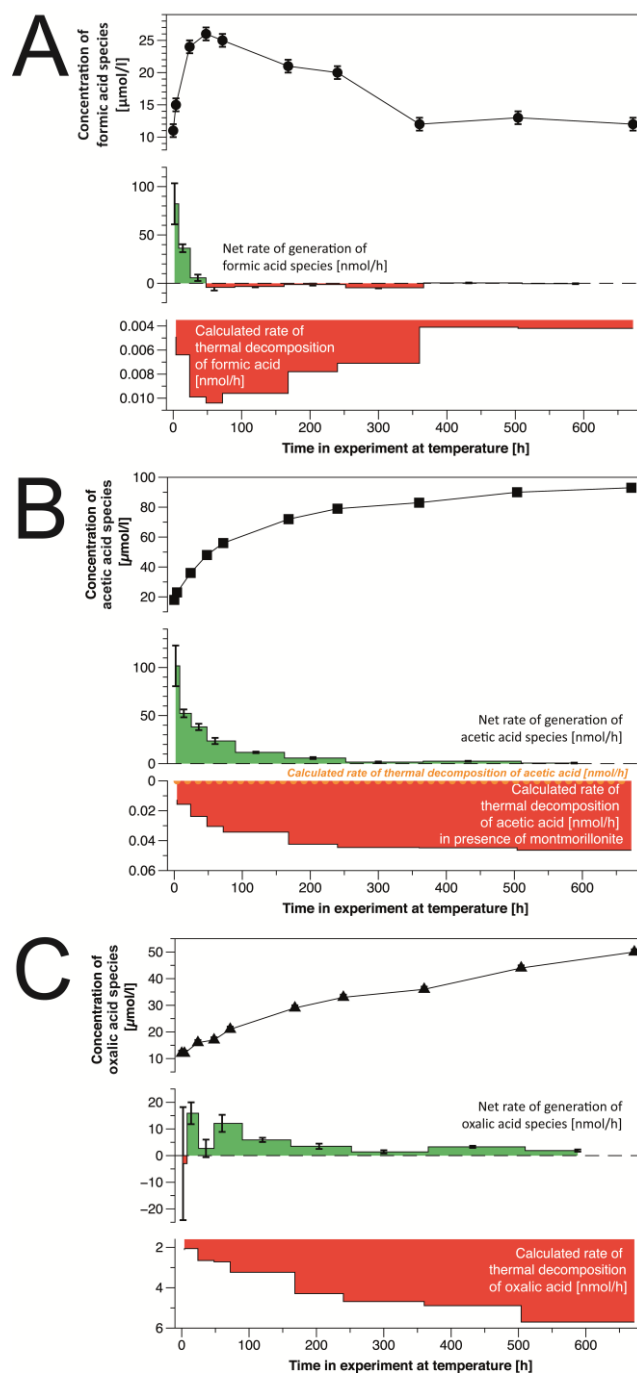 A
Concentration of
formic acid species
[µmol/l]
25
20
15
10
100
50
0
Net rate of generation of
formic acid species [nmol/h]
0.004
0.006
0.008
0.010
Calculated rate of
thermal decomposition
of formic acid
[nmol/h]
0 100 200 300 400 500 600
Time in experiment at temperature [h]
B
Concentration of
acetic acid species
[µmol/l]
100
80
60
40
20
100
50
0
Net rate of generation of
acetic acid species [nmol/h]
Calculated rate of thermal decomposition of acetic acid [nmol/h]
0
0.02
0.04
0.06
Calculated rate of
thermal decomposition
of acetic acid [nmol/h]
in presence of montmorillonite
0 100 200 300 400 500 600
Time in experiment at temperature [h]
C
Concentration of
oxalic acid species
[µmol/l]
50
40
30
20
10
20
10
0
−10
−20
Net rate of generation of
oxalic acid species [nmol/h]
2
4
6
Calculated rate of
thermal decomposition
of oxalic acid [nmol/h]
0 100 200 300 400 500 600
Time in experiment at temperature [h]